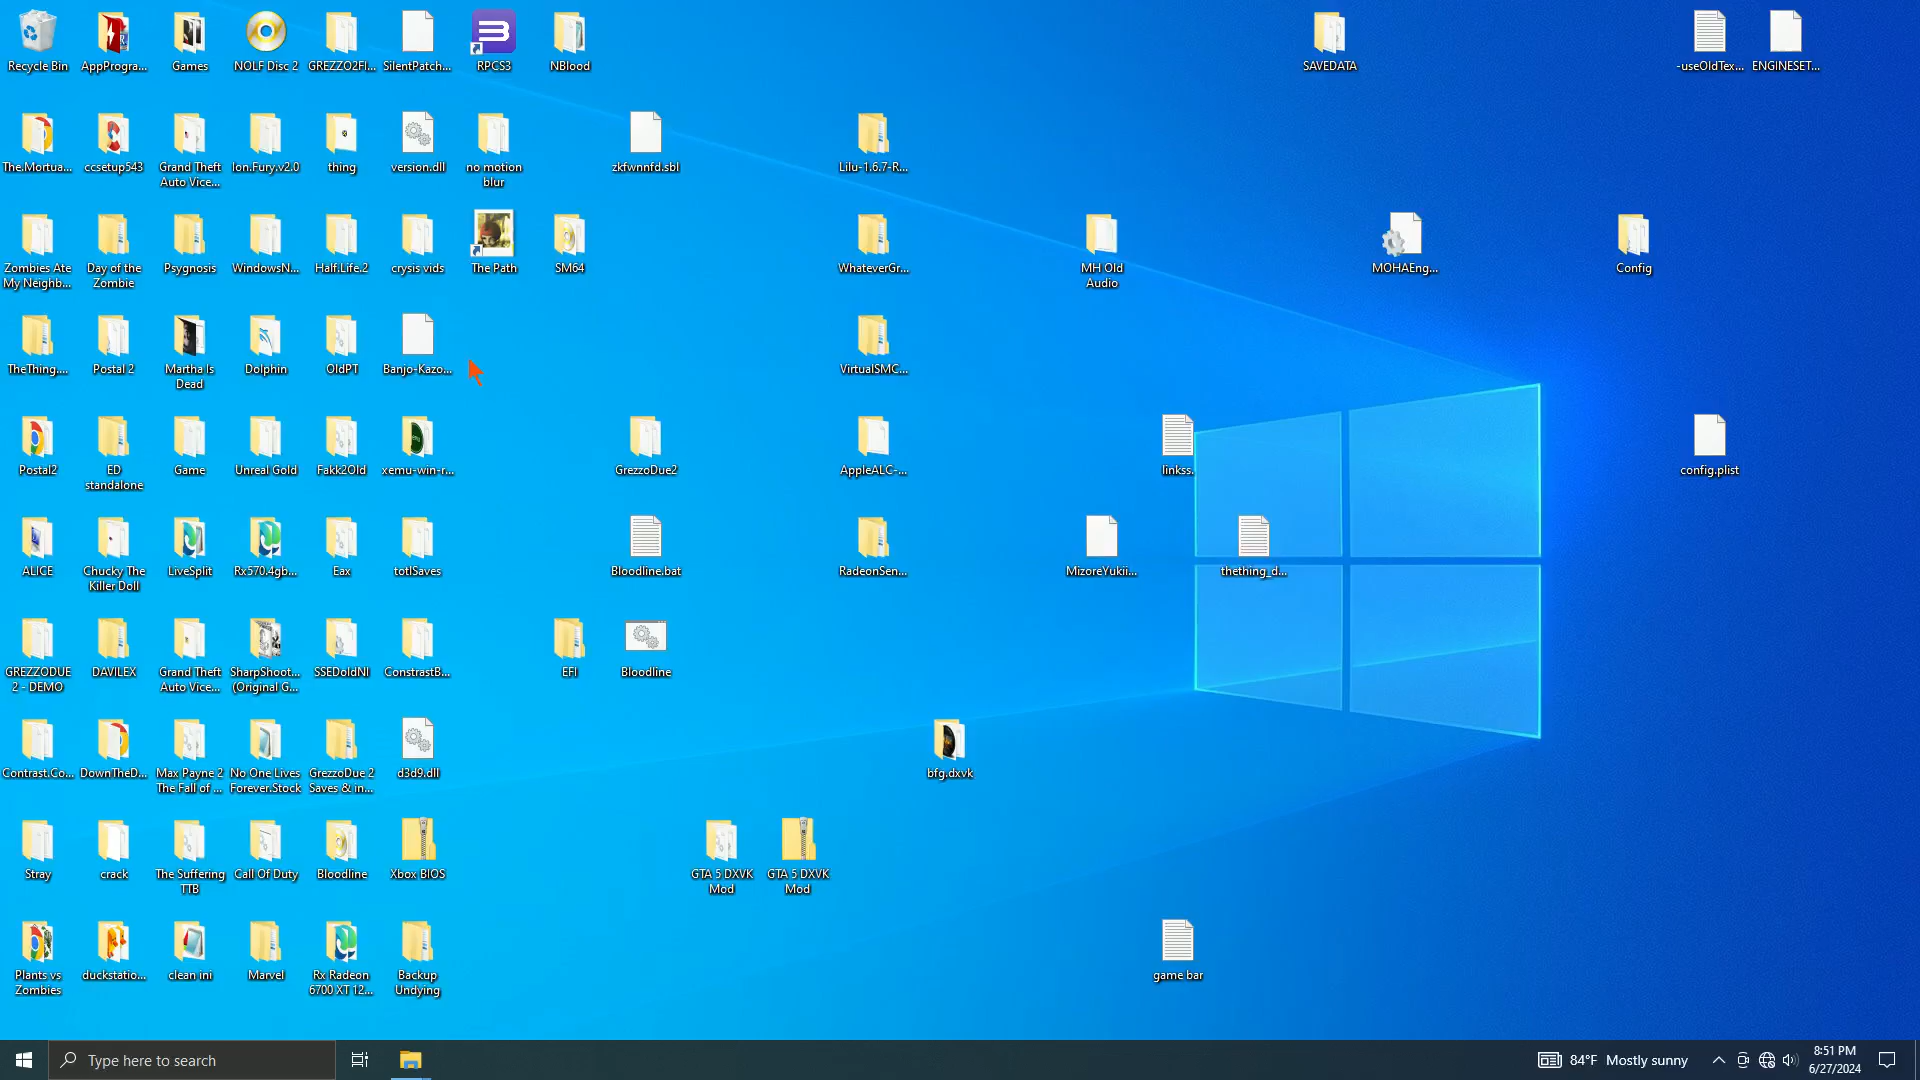 Recycle Bin
AppProgra...
Games
NOLF Disc 2
GREZZO2FI...
SilentPatch...
RPCS3
NBlood
SAVEDATA
-useOldTex...
ENGINESET...
The.Mortua...
ccsetup543
Grand Theft
Auto Vice...
Ion.Fury.v2.0
thing
version.dll
no motion
blur
zkfwnnfd.sbl
Lilu-1.6.7-R...
Zombies Ate
My Neighb...
Day of the
Zombie
Psygnosis
WindowsN...
Half.Life.2
crysis vids
The Path
SM64
WhateverGr...
MH Old
Audio
MOHAEng...
Config
TheThing....
Postal 2
Martha Is
Dead
Dolphin
OldPT
Banjo-Kazo...
VirtualSMC...
Postal2
ED
standalone
Game
Unreal Gold
Fakk2Old
xemu-win-r...
GrezzoDue2
AppleALC-...
linkss.
config.plist
ALICE
Chucky The
Killer Doll
LiveSplit
Rx570.4gb...
Eax
totlSaves
Bloodline.bat
RadeonSen...
MizoreYukii...
thething_d...
GREZZODUE
2 - DEMO
DAVILEX
Grand Theft
Auto Vice...
SharpShoot...
(Original G...
SSEDoldNI
ConstrastB...
EFI
Bloodline
Contrast.Co...
DownTheD...
Max Payne 2
The Fall of ...
No One Lives
Forever.Stock
GrezzoDue 2
Saves & in...
d3d9.dll
bfg.dxvk
Stray
crack
The Suffering
TTB
Call Of Duty
Bloodline
Xbox BIOS
GTA 5 DXVK
Mod
GTA 5 DXVK
Mod
Plants vs
Zombies
duckstatio...
clean ini
Marvel
Rx Radeon
6700 XT 12...
Backup
Undying
game bar
Type here to search
84°F Mostly sunny
8:51 PM
6/27/2024